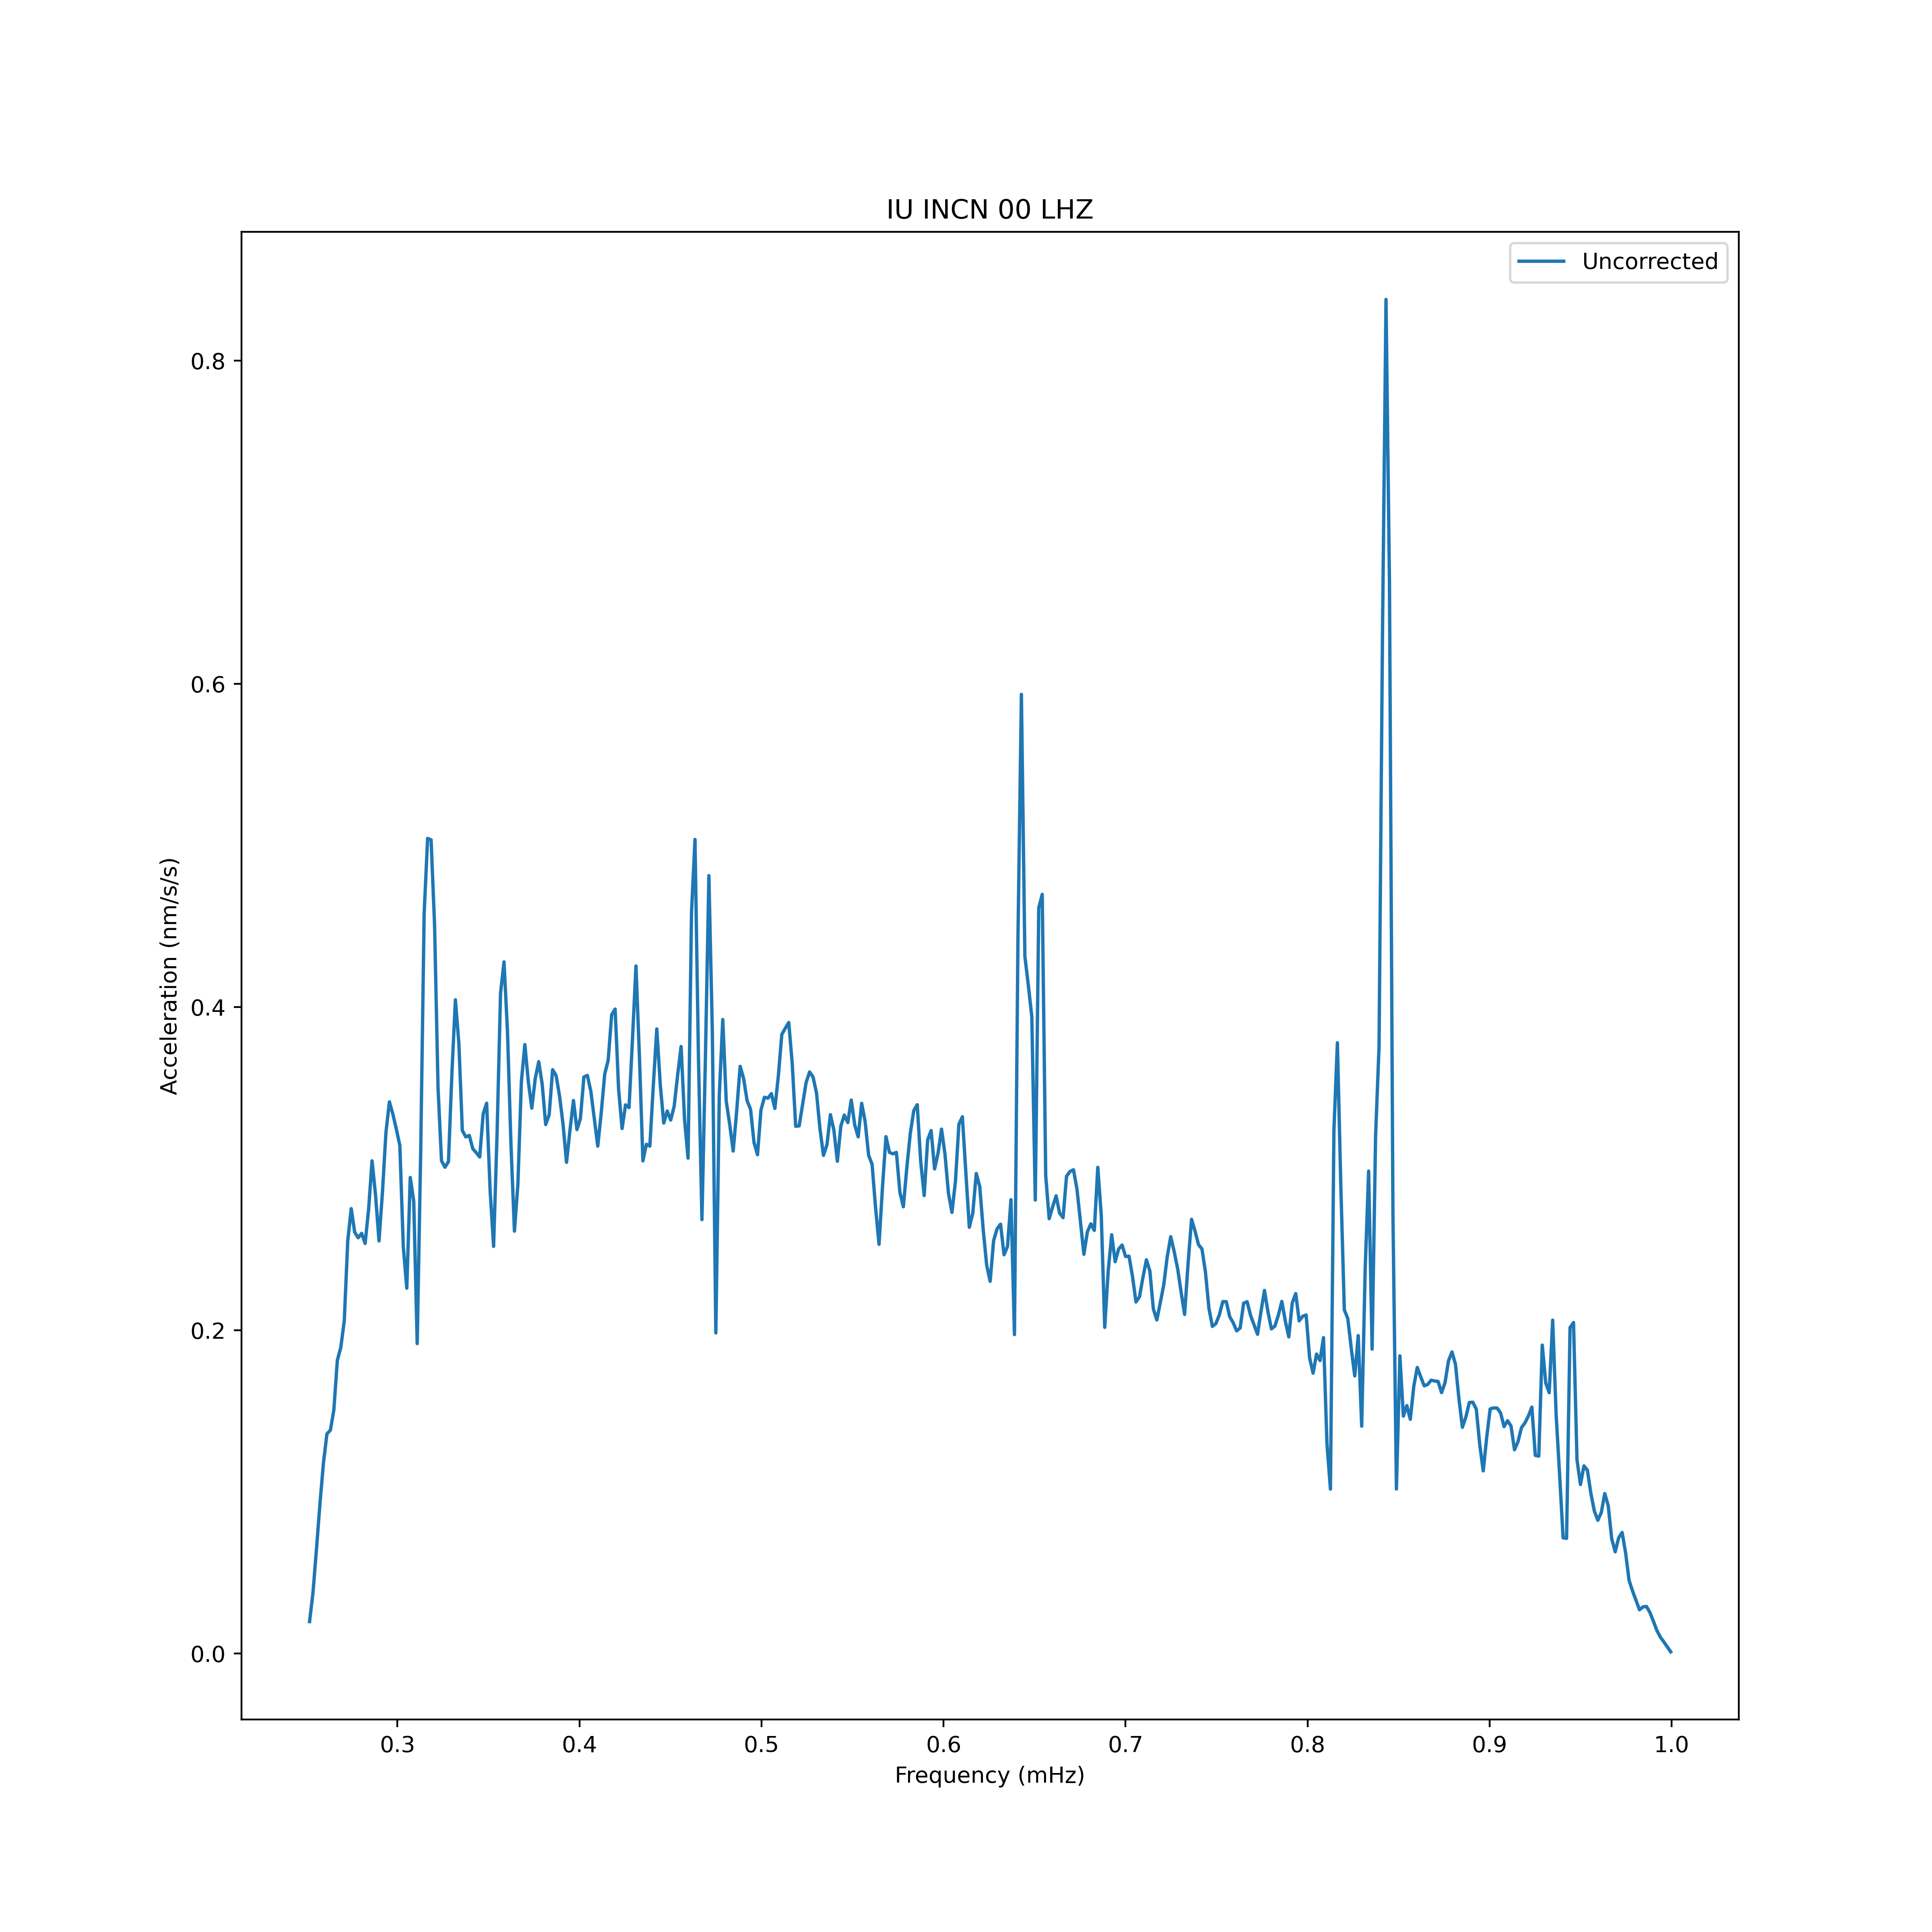 IU INCN 00 LHZ
Uncorrected
0.8
0.6
0.4
0.2
0.0
Acceleration (nm/s/s)
0.3 0.4 0.5 0.6 0.7 0.8 0.9 1.0
Frequency (mHz)